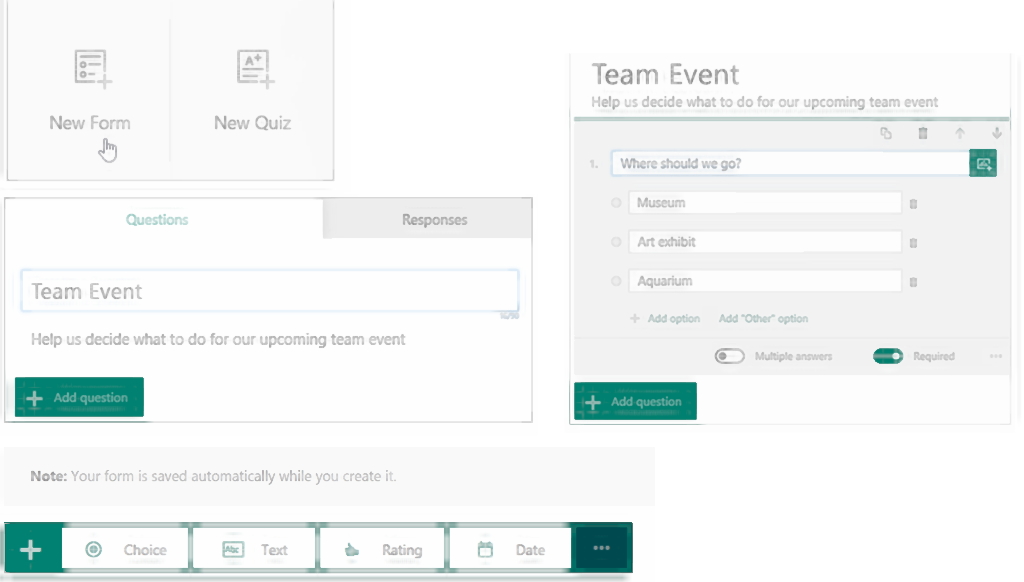 New Form
New Quiz
Questions
Responses
Team Event
Help us decide what to do for our upcoming team event
Add question
Note: Your form is saved automatically while you create it.
Choice
Text
Rating
Date
Team Event
Help us decide what to do for our upcoming team event
1. Where should we go?
Museum
Art exhibit
Aquarium
Add option
Add "Other" option
Multiple answers
Required
Add question